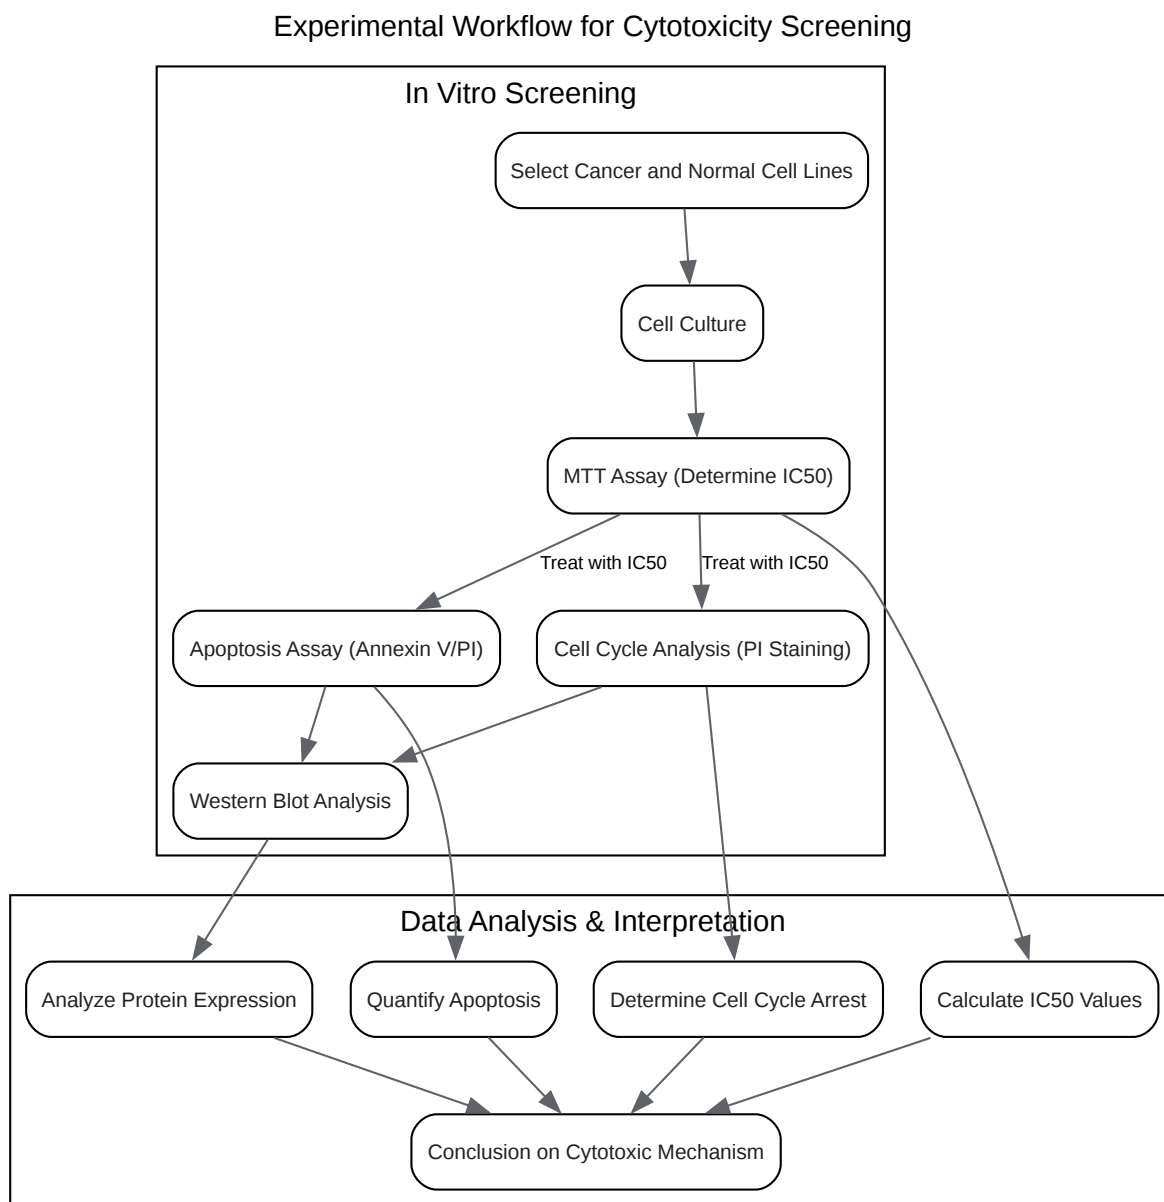 Experimental Workflow for Cytotoxicity Screening
In Vitro Screening
Select Cancer and Normal Cell Lines
Cell Culture
MTT Assay (Determine IC50)
Treat with IC50
Treat with IC50
Apoptosis Assay (Annexin V/PI)
Cell Cycle Analysis (PI Staining)
Western Blot Analysis
Data Analysis & Interpretation
Analyze Protein Expression
Quantify Apoptosis
Determine Cell Cycle Arrest
Calculate IC50 Values
Conclusion on Cytotoxic Mechanism